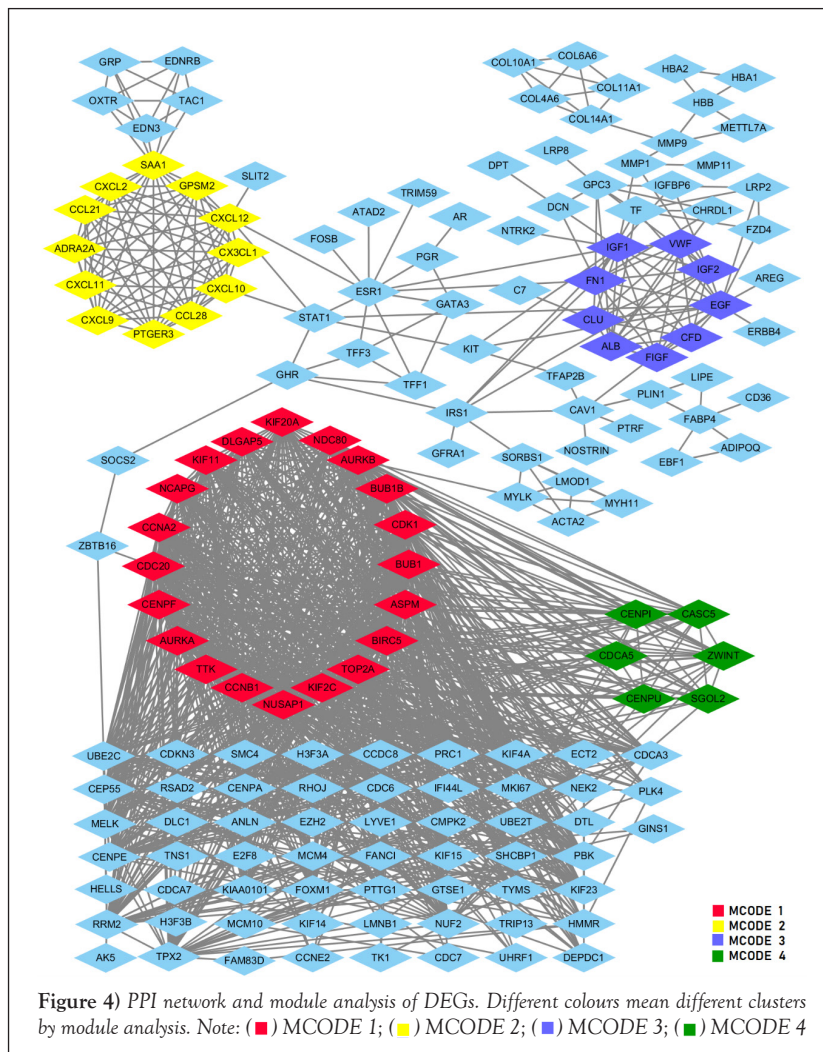 GRP EDNRB
OXTR TAC1
EDN3
SAA1
CXCL2 GPSM2
SLIT2
CCL21 CXCL12
ADRA2A CX3CL1
CXCL11 CXCL10
CXCL9 CCL28
PTGER3
COL10A1 COL6A6
COL4A6 COL11A1
COL14A1
HBA2 HBA1
HBB
METTL7A
MMP9
LRP8 MMP1 MMP11
DPT GPC3 IGFBP6 LRP2
DCN TF CHRDL1
NTRK2 FZD4
IGF1 VWF
FN1 IGF2
EGF AREG
CLU ERBB4
ALB CFD
FIGF
TRIM59
ATAD2 AR
FOSB PGR
ESR1 C7
STAT1 GATA3
KIT
TFF3
GHR TFF1
TFAP2B LIPE
PLIN1 CD36
IRS1 CAV1 FABP4
PTRF
GFRA1 NOSTRIN ADIPOQ
SORBS1 EBF1
LMOD1
MYLK MYH11
ACTA2
SOCS2
ZBTB16
KIF20A
DLGAP5 NDC80
KIF11 AURKB
NCAPG BUB1B
CCNA2 CDK1
CDC20 BUB1
CENPF ASPM
AURKA BIRC5
TTK TOP2A
CCNB1 KIF2C
NUSAP1
CENPI CASC5
CDCA5 ZWINT
CENPU SGOL2
UBE2C CDKN3 SMC4 H3F3A CCDC8 PRC1 KIF4A ECT2 CDCA3
CEP55 RSAD2 CENPA RHOJ CDC6 IFI44L MKI67 NEK2 PLK4
MELK DLC1 ANLN EZH2 LYVE1 CMPK2 UBE2T DTL GINS1
CENPE TNS1 E2F8 MCM4 FANCI KIF15 SHCBP1 PBK
HELLS CDCA7 KIAA0101 FOXM1 PTTG1 GTSE1 TYMS KIF23
RRM2 H3F3B MCM10 KIF14 LMNB1 NUF2 TRIP13 HMMR
AK5 TPX2 FAM83D CCNE2 TK1 CDC7 UHRF1 DEPDC1
MCODE 1
MCODE 2
MCODE 3
MCODE 4
Figure 4) PPI network and module analysis of DEGs. Different colours mean different clusters
by module analysis. Note: (■) MCODE 1; (■) MCODE 2; (■) MCODE 3; (■) MCODE 4